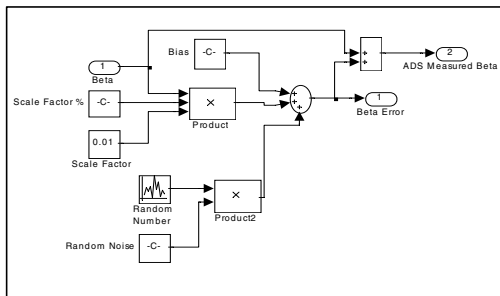 1
Beta
Bias
-C-
+
+
2
ADS Measured Beta
Scale Factor %
-C-
×
Product
+
+
+
1
Beta Error
0.01
Scale Factor
Random
Number
×
Product2
Random Noise
-C-